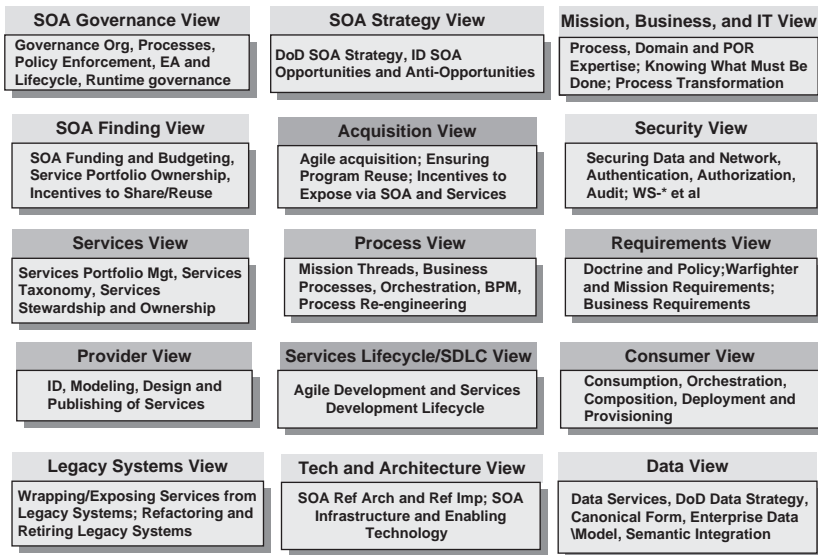 SOA Governance View
Governance Org, Processes,
Policy Enforcement, EA and
Lifecycle, Runtime governance
SOA Strategy View
DoD SOA Strategy, ID SOA
Opportunities and Anti-Opportunities
Mission, Business, and IT View
Process, Domain and POR
Expertise; Knowing What Must Be
Done; Process Transformation
SOA Finding View
SOA Funding and Budgeting,
Service Portfolio Ownership,
Incentives to Share/Reuse
Acquisition View
Agile acquisition; Ensuring
Program Reuse; Incentives to
Expose via SOA and Services
Security View
Securing Data and Network,
Authentication, Authorization,
Audit; WS-* et al
Services View
Services Portfolio Mgt, Services
Taxonomy, Services
Stewardship and Ownership
Process View
Mission Threads, Business
Processes, Orchestration, BPM,
Process Re-engineering
Requirements View
Doctrine and Policy;Warfighter
and Mission Requirements;
Business Requirements
Provider View
ID, Modeling, Design and
Publishing of Services
Services Lifecycle/SDLC View
Agile Development and Services
Development Lifecycle
Consumer View
Consumption, Orchestration,
Composition, Deployment and
Provisioning
Legacy Systems View
Wrapping/Exposing Services from
Legacy Systems; Refactoring and
Retiring Legacy Systems
Tech and Architecture View
SOA Ref Arch and Ref Imp; SOA
Infrastructure and Enabling
Technology
Data View
Data Services, DoD Data Strategy,
Canonical Form, Enterprise Data
\Model, Semantic Integration